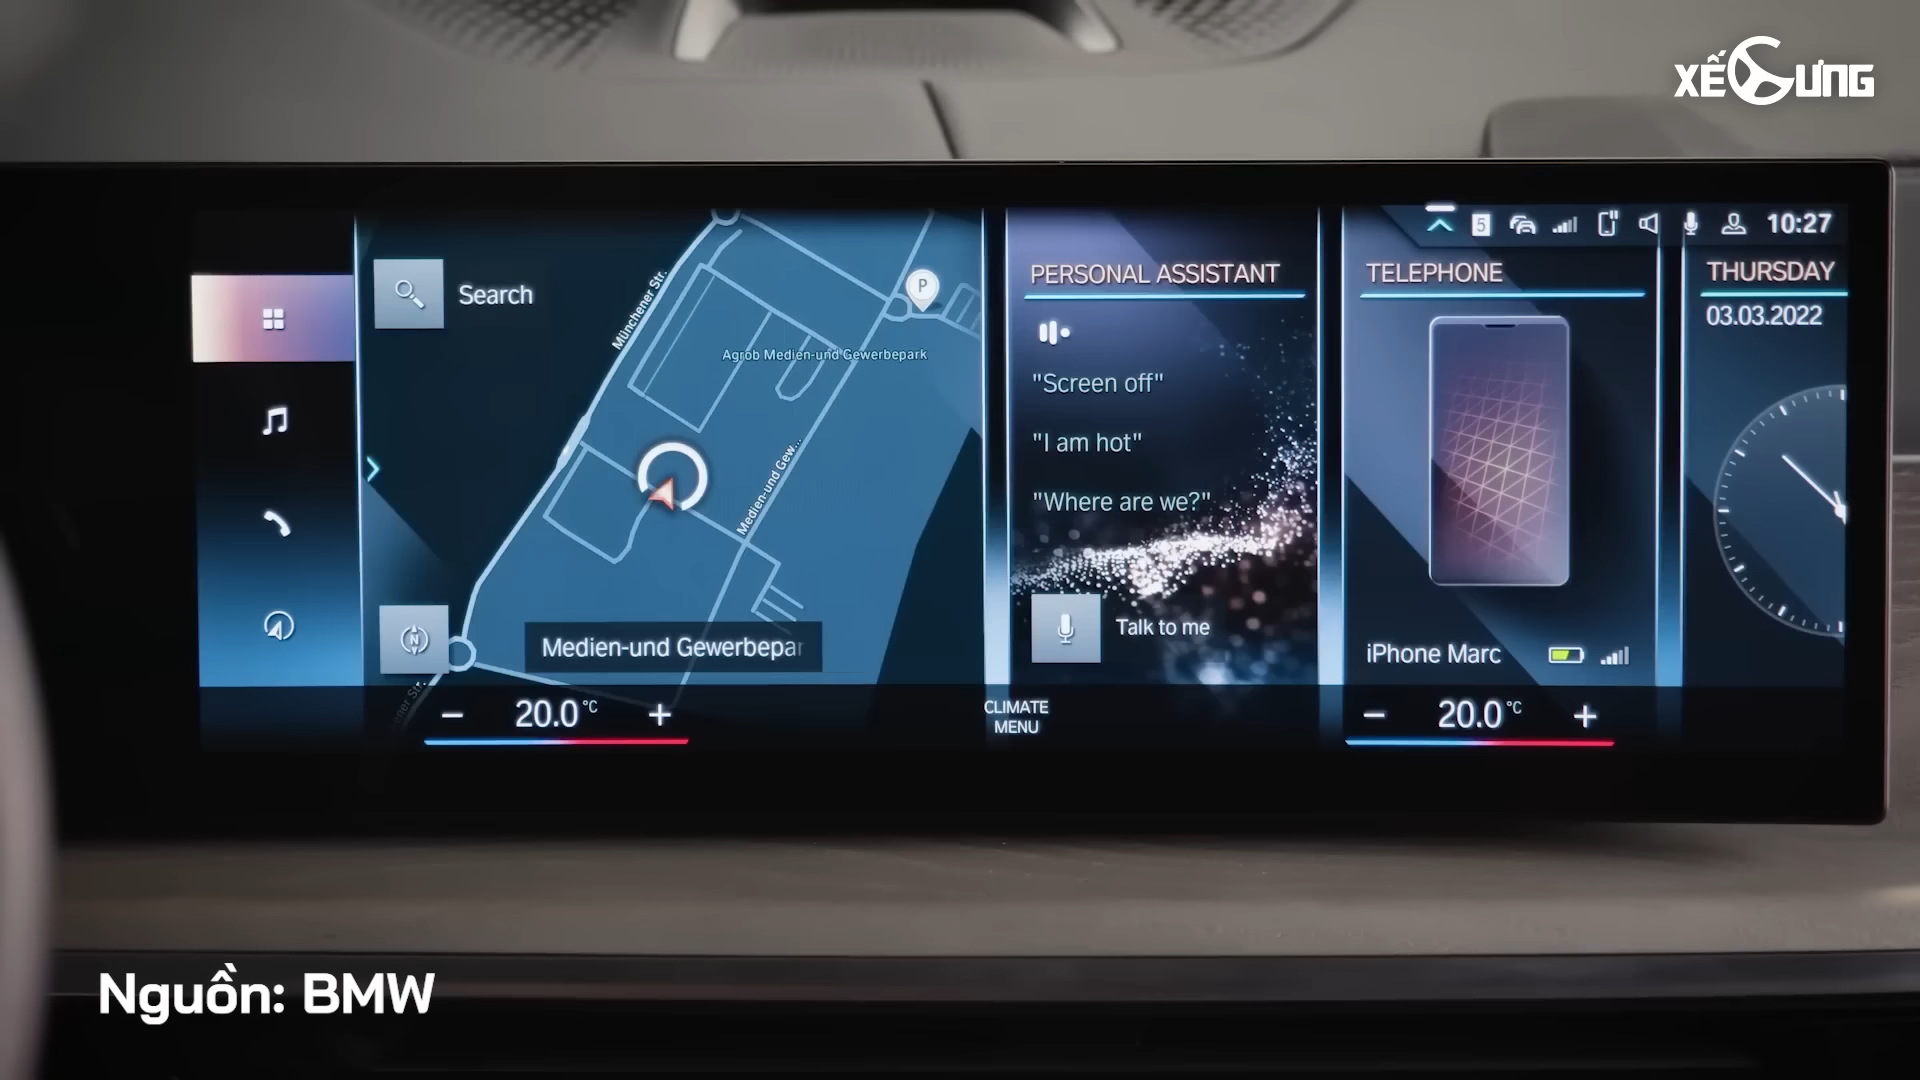 XẾ CƯNG
5
10:27
Search
P
Münchener Str.
Agrob Medien-und Gewerbepark
Medien-und Gew...
N
Medien-und Gewerbepar
PERSONAL ASSISTANT
"Screen off"
"I am hot"
"Where are we?"
Talk to me
TELEPHONE
iPhone Marc
THURSDAY
03.03.2022
− 20.0 °C +
CLIMATE
MENU
− 20.0 °C +
Nguồn: BMW